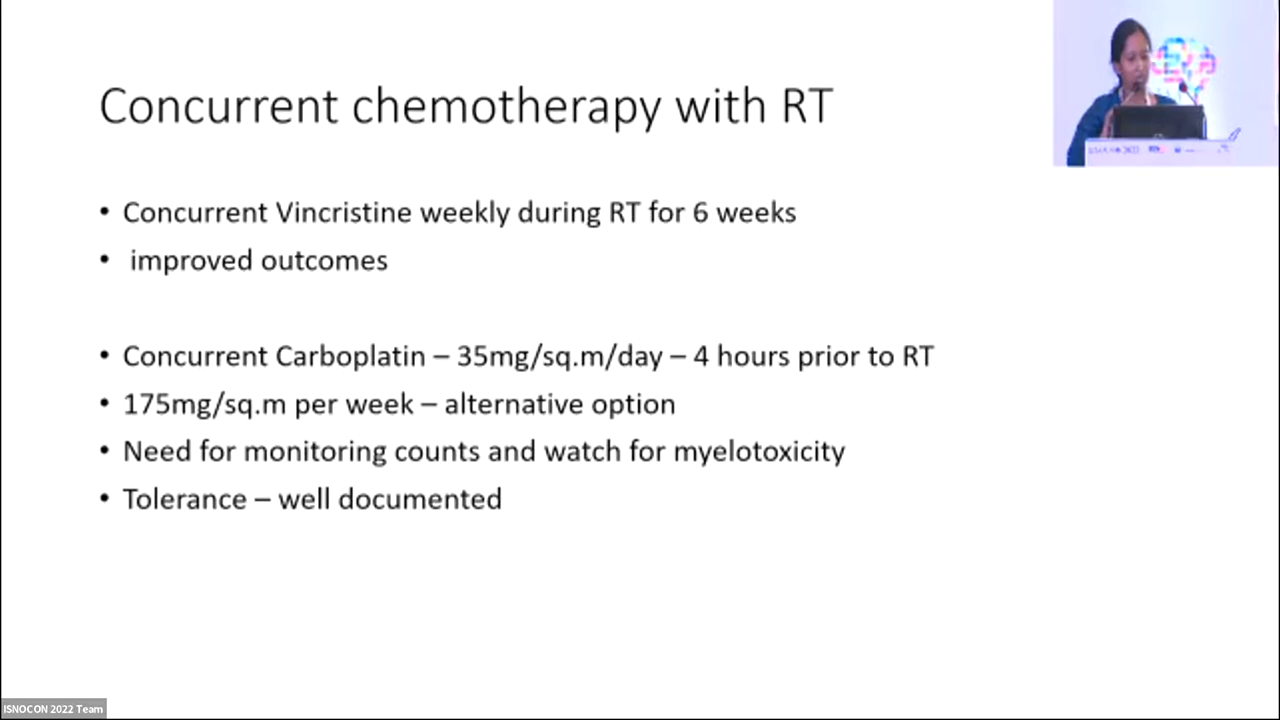 Concurrent chemotherapy with RT
• Concurrent Vincristine weekly during RT for 6 weeks
• improved outcomes
• Concurrent Carboplatin – 35mg/sq.m/day – 4 hours prior to RT
• 175mg/sq.m per week – alternative option
• Need for monitoring counts and watch for myelotoxicity
• Tolerance – well documented
ISNOCON 2022 Team